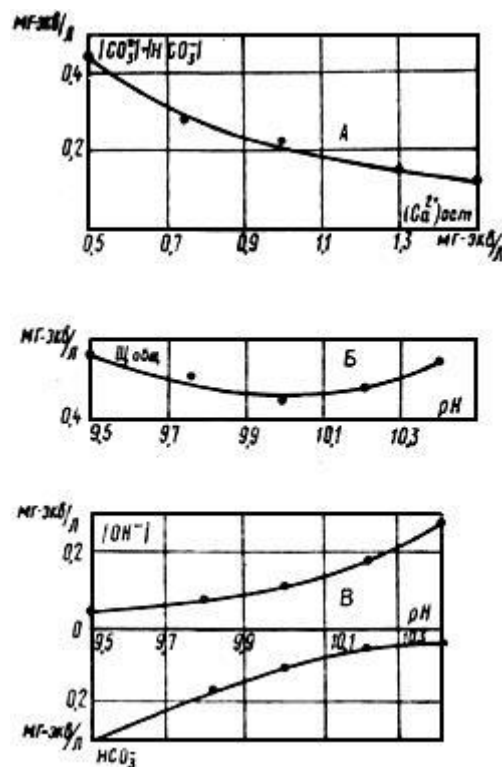 мг-экв/л
[CO₃²⁻]+[HCO₃⁻]
0,4
0,2
А
(Ca²⁺)ост
0,5 0,7 0,9 1,1 1,3 мг-экв/л
мг-экв/л
Щ общ
Б
0,4
pH
9,5 9,7 9,9 10,1 10,3
мг-экв/л
[OH⁻]
0,2
В
pH
0
9,5 9,7 9,9 10,1 10,3
0,2
мг-экв/л
HCO₃⁻